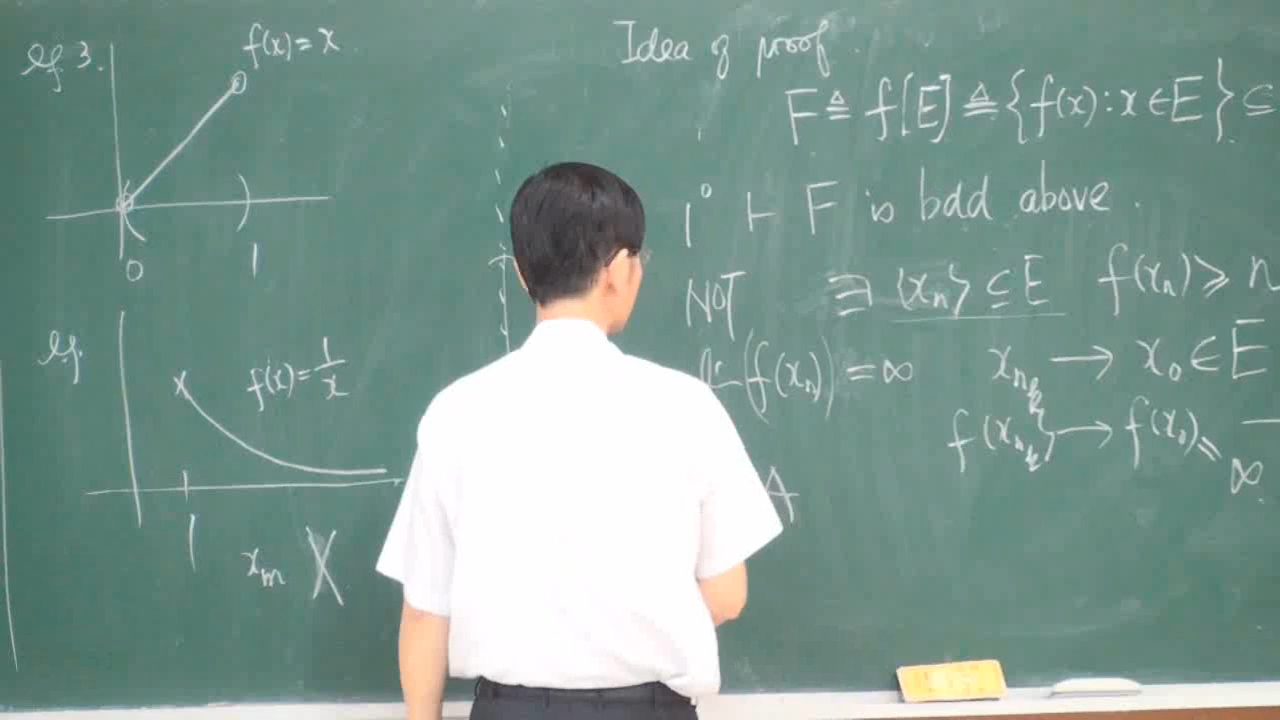 eg 3.
f(x) = x
0
1
eg.
f(x) = 1/x
1
x_m
Idea of proof.
F ≜ f[E] ≜ {f(x) : x ∈ E} ⊆
1° ⊢ F is bdd above.
NOT ∃ ⟨x_n⟩ ⊆ E f(x_n) ⩾ n
lim (f(x_n)) = ∞ x_{n_k} → x_0 ∈ E
f(x_{n_k}) → f(x_0) = ∞